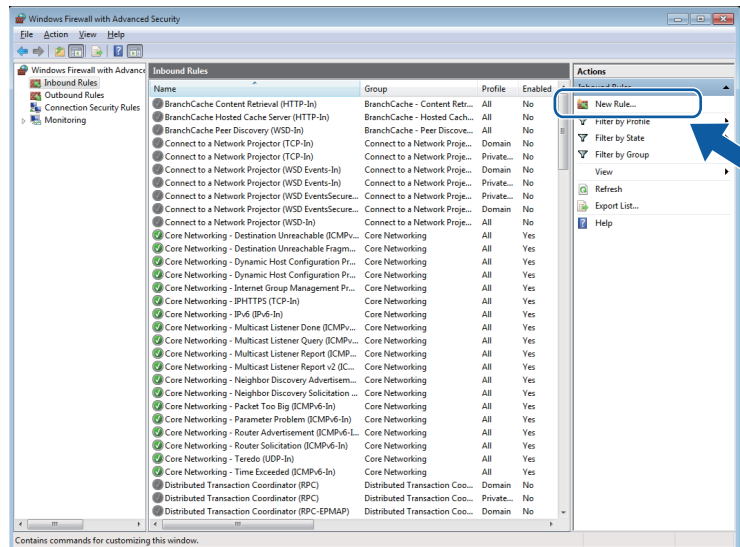 Windows Firewall with Advanced Security
File Action View Help
Windows Firewall with Advance
Inbound Rules
Outbound Rules
Connection Security Rules
Monitoring
Inbound Rules
Name Group Profile Enabled
BranchCache Content Retrieval (HTTP-In) BranchCache - Content Retr... All No
BranchCache Hosted Cache Server (HTTP-In) BranchCache - Hosted Cach... All No
BranchCache Peer Discovery (WSD-In) BranchCache - Peer Discove... All No
Connect to a Network Projector (TCP-In) Connect to a Network Proje... Domain No
Connect to a Network Projector (TCP-In) Connect to a Network Proje... Private... No
Connect to a Network Projector (WSD Events-In) Connect to a Network Proje... Domain No
Connect to a Network Projector (WSD Events-In) Connect to a Network Proje... Private... No
Connect to a Network Projector (WSD EventsSecure... Connect to a Network Proje... Private... No
Connect to a Network Projector (WSD EventsSecure... Connect to a Network Proje... Domain No
Connect to a Network Projector (WSD-In) Connect to a Network Proje... All No
Core Networking - Destination Unreachable (ICMPv... Core Networking All Yes
Core Networking - Destination Unreachable Fragm... Core Networking All Yes
Core Networking - Dynamic Host Configuration Pr... Core Networking All Yes
Core Networking - Dynamic Host Configuration Pr... Core Networking All Yes
Core Networking - Internet Group Management Pr... Core Networking All Yes
Core Networking - IPHTTPS (TCP-In) Core Networking All Yes
Core Networking - IPv6 (IPv6-In) Core Networking All Yes
Core Networking - Multicast Listener Done (ICMPv... Core Networking All Yes
Core Networking - Multicast Listener Query (ICMPv... Core Networking All Yes
Core Networking - Multicast Listener Report (ICMP... Core Networking All Yes
Core Networking - Multicast Listener Report v2 (IC... Core Networking All Yes
Core Networking - Neighbor Discovery Advertisem... Core Networking All Yes
Core Networking - Neighbor Discovery Solicitation ... Core Networking All Yes
Core Networking - Packet Too Big (ICMPv6-In) Core Networking All Yes
Core Networking - Parameter Problem (ICMPv6-In) Core Networking All Yes
Core Networking - Router Advertisement (ICMPv6-I... Core Networking All Yes
Core Networking - Router Solicitation (ICMPv6-In) Core Networking All Yes
Core Networking - Teredo (UDP-In) Core Networking All Yes
Core Networking - Time Exceeded (ICMPv6-In) Core Networking All Yes
Distributed Transaction Coordinator (RPC) Distributed Transaction Coo... Domain No
Distributed Transaction Coordinator (RPC) Distributed Transaction Coo... Private... No
Distributed Transaction Coordinator (RPC-EPMAP) Distributed Transaction Coo... Domain No
Actions
Inbound Rules
New Rule...
Filter by Profile
Filter by State
Filter by Group
View
Refresh
Export List...
Help
Contains commands for customizing this window.